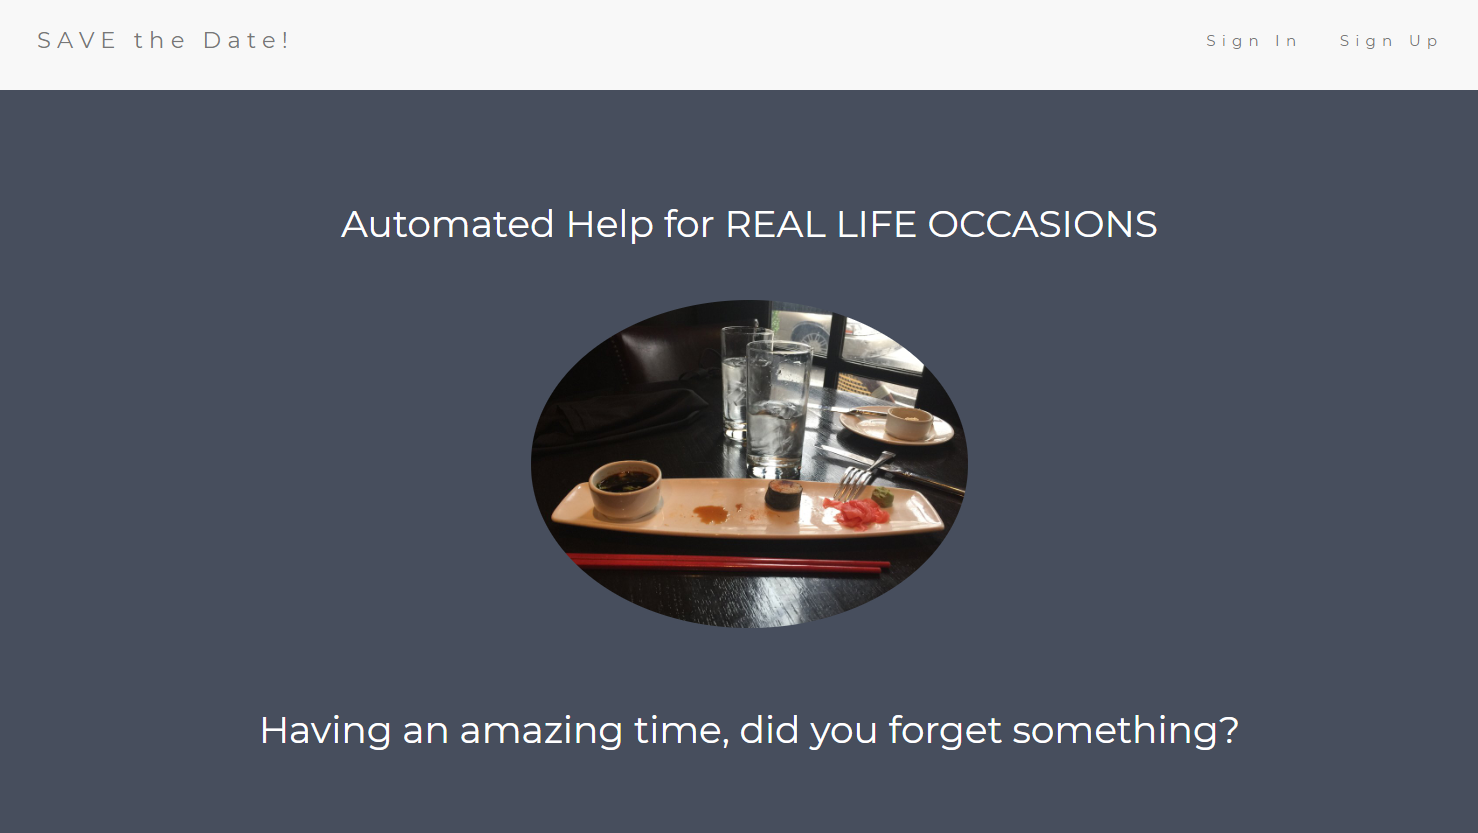 SAVE the Date!
Sign In
Sign Up
Automated Help for REAL LIFE OCCASIONS
Having an amazing time, did you forget something?